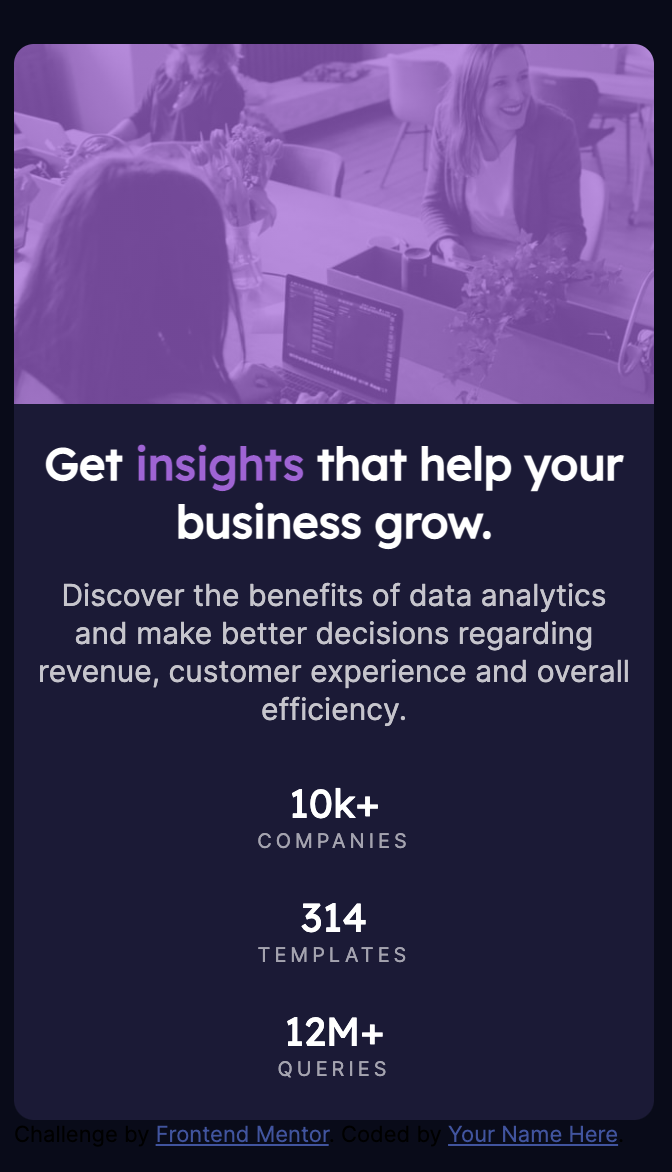 Get insights that help your
business grow.
Discover the benefits of data analytics
and make better decisions regarding
revenue, customer experience and overall
efficiency.
10k+
COMPANIES
314
TEMPLATES
12M+
QUERIES
Challenge by Frontend Mentor. Coded by Your Name Here.